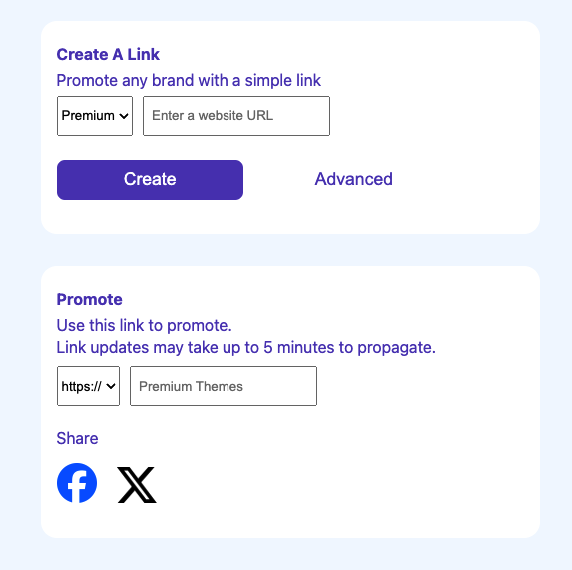 Create A Link
Promote any brand with a simple link
Premium Enter a website URL
Create Advanced
Promote
Use this link to promote.
Link updates may take up to 5 minutes to propagate.
https:// Premium Themes
Share